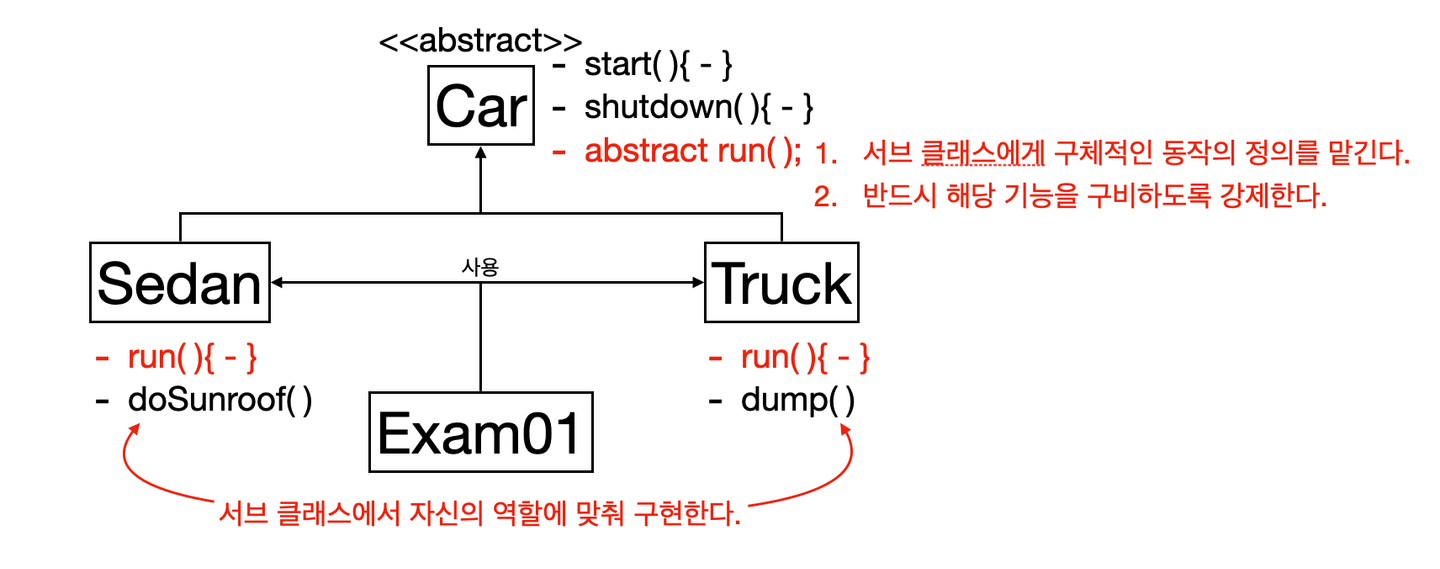 <<abstract>>
Car
- start( ){ - }
- shutdown( ){ - }
- abstract run( );
1. 서브 클래스에게 구체적인 동작의 정의를 맡긴다.
2. 반드시 해당 기능을 구비하도록 강제한다.
Sedan
사용
Truck
- run( ){ - }
- doSunroof( )
- run( ){ - }
- dump( )
Exam01
서브 클래스에서 자신의 역할에 맞춰 구현한다.